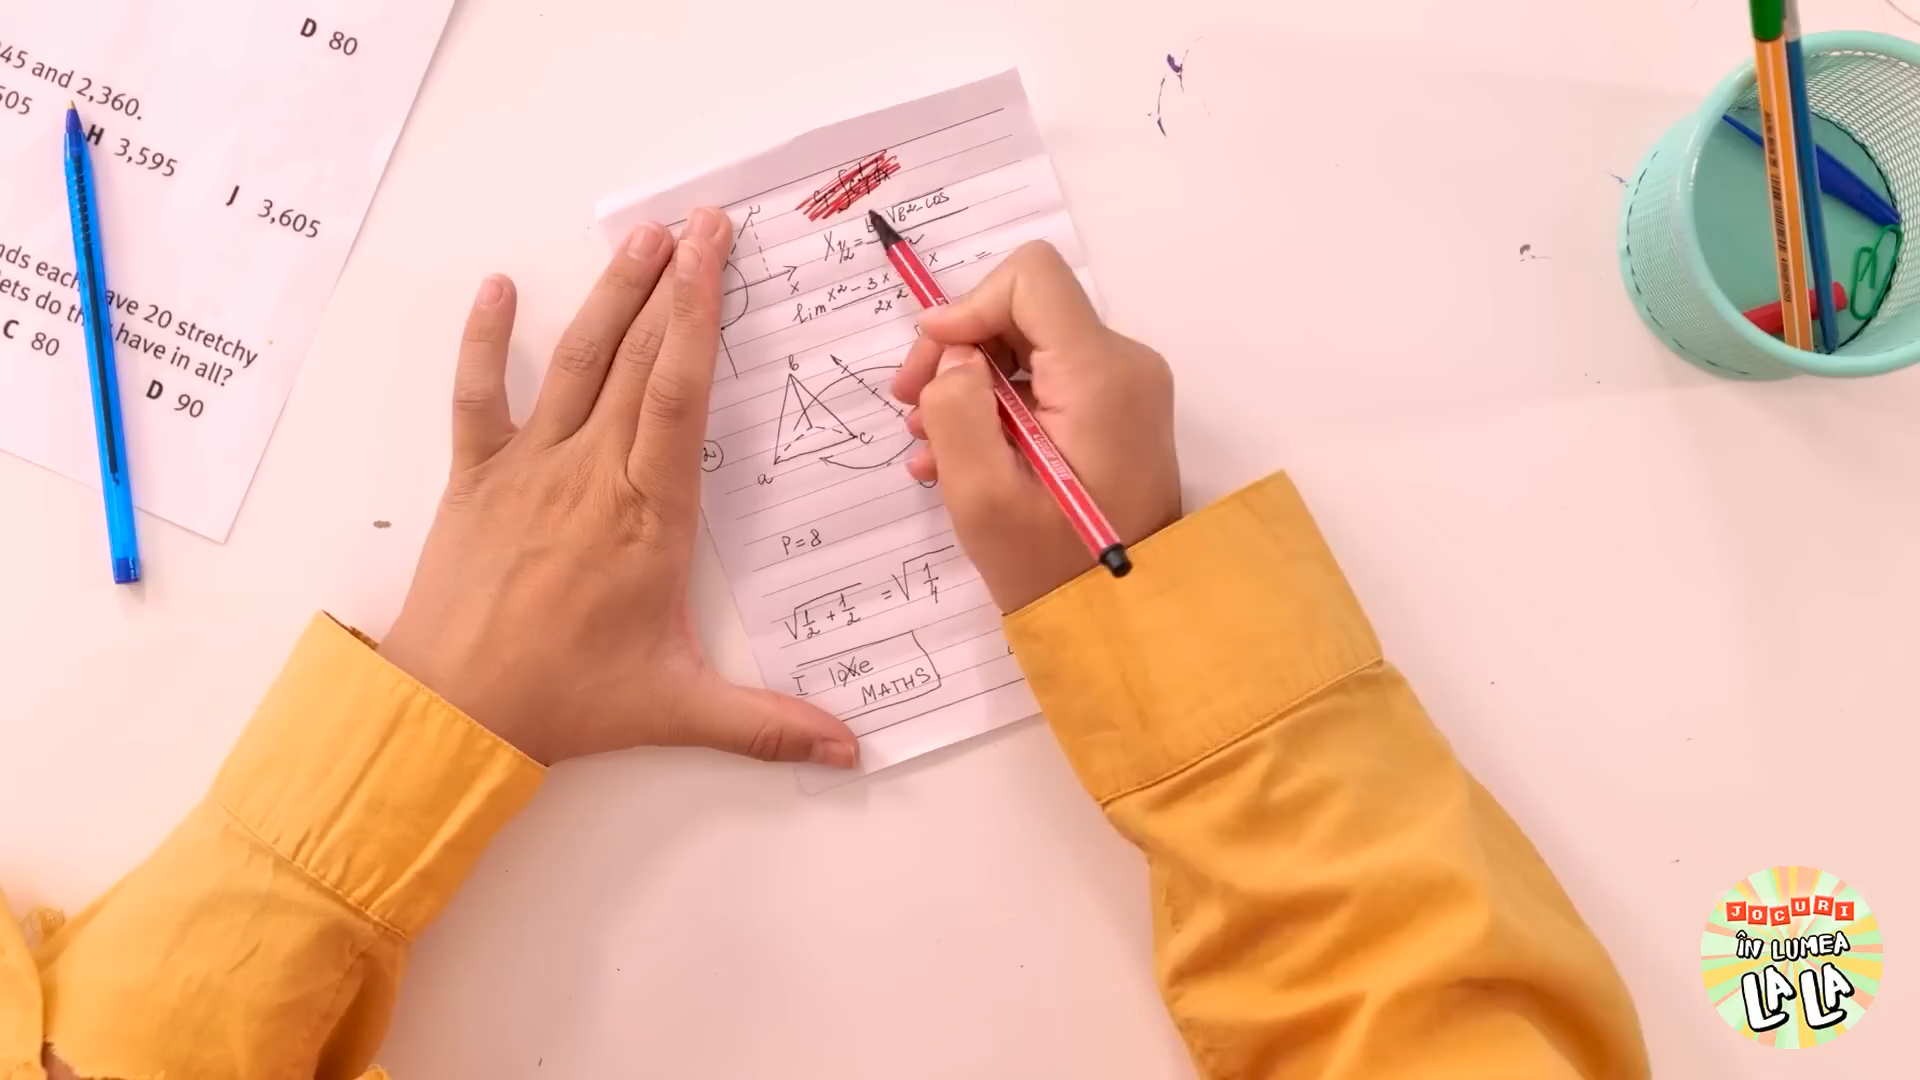 D 80
45 and 2,360.
505
H 3,595
J 3,605
nds each have 20 stretchy
ets do they have in all?
C 80
D 90
X½=
√B²-cos
lim x² - 3x x =
2x²
x
b
c
a
2
P=8
√1/2 + 1/2 = √1/4
I love
MATHS
JOCURI
ÎN LUMEA
LA LA